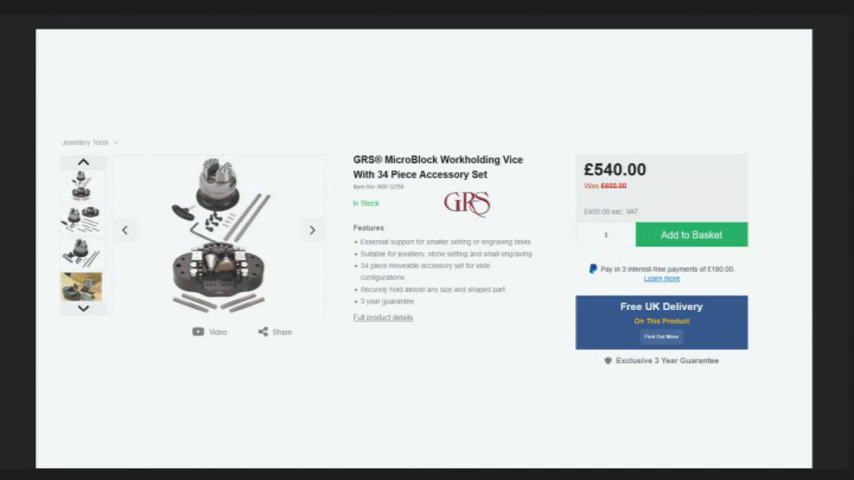 Jewellery Tools >
GRS® MicroBlock Workholding Vice
With 34 Piece Accessory Set
In Stock
GRS
Features
Essential support for smaller setting or engraving tasks
Suitable for jewellery, stone setting and small engraving
34 piece moveable accessory set for wide
configurations
Securely hold almost any size and shaped part
3 year guarantee
Full product details
Video
Share
£540.00
Was £600.00
£450.00 exc. VAT
1
Add to Basket
Pay in 3 interest-free payments of £180.00.
Learn more
Free UK Delivery
On This Product
Find Out More
Exclusive 3 Year Guarantee